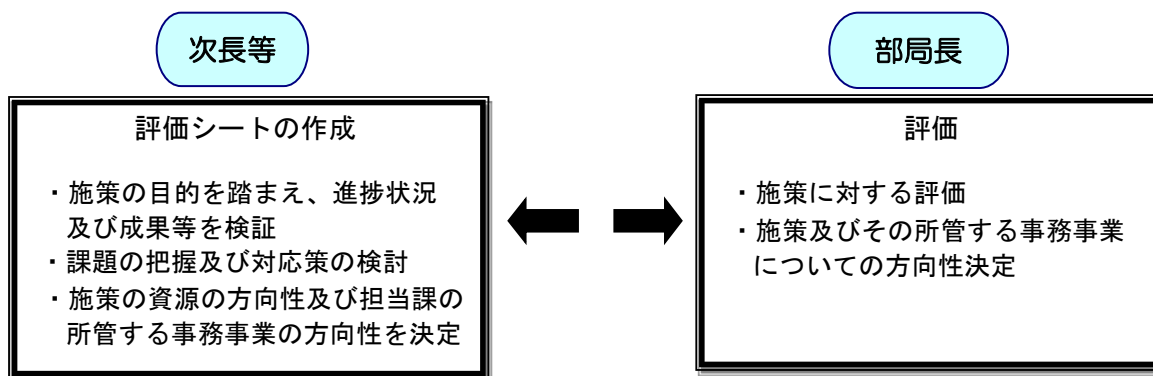 次長等
評価シートの作成
・施策の目的を踏まえ、進捗状況
及び成果等を検証
・課題の把握及び対応策の検討
・施策の資源の方向性及び担当課の
所管する事務事業の方向性を決定
部局長
評価
・施策に対する評価
・施策及びその所管する事務事業
についての方向性決定